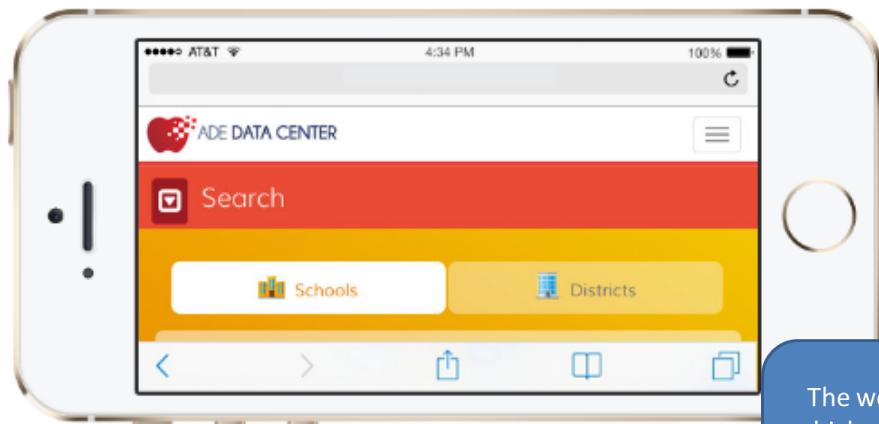 AT&T 4:34 PM 100%
ADE DATA CENTER
Search
Schools Districts
The we